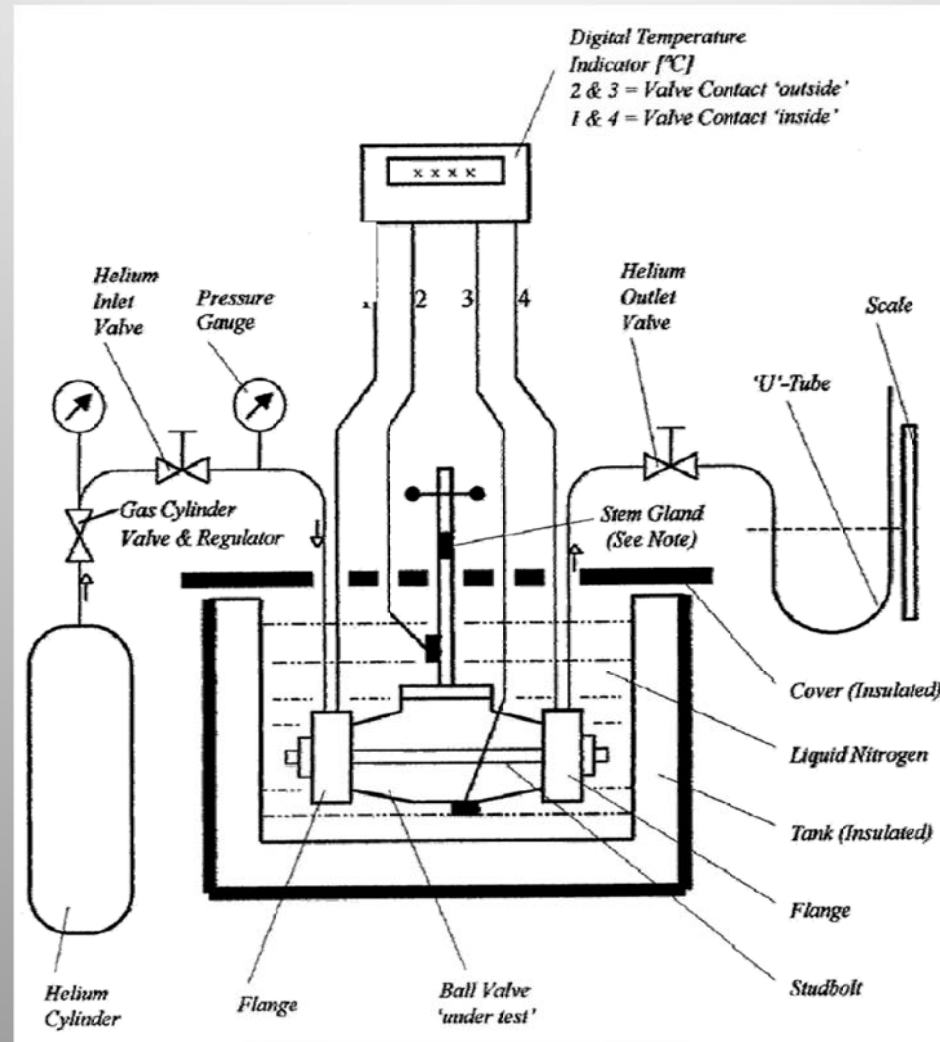 Digital Temperature
Indicator [°C]
2 & 3 = Valve Contact 'outside'
1 & 4 = Valve Contact 'inside'
x x x x
Helium
Inlet
Valve
Pressure
Gauge
1
2
3
4
Helium
Outlet
Valve
Scale
'U'-Tube
Gas Cylinder
Valve & Regulator
Stem Gland
(See Note)
Cover (Insulated)
Liquid Nitrogen
Tank (Insulated)
Flange
Studbolt
Helium
Cylinder
Flange
Ball Valve
'under test'